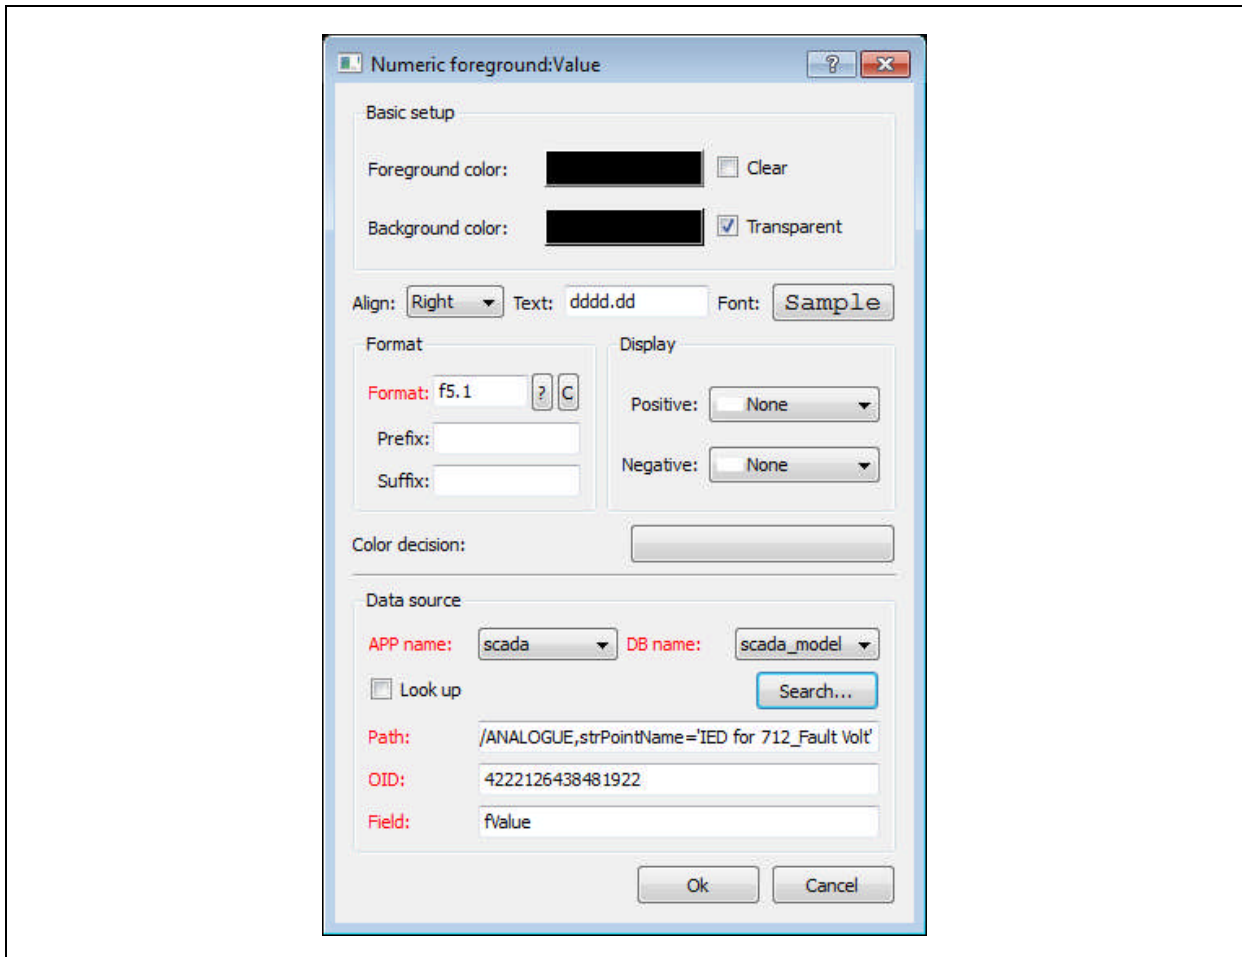 Numeric foreground:Value
Basic setup
Foreground color: Clear
Background color: Transparent
Align: Right Text: dddd.dd Font: Sample
Format Display
Format: f5.1 ? C
Positive: None
Prefix:
Negative: None
Suffix:
Color decision:
Data source
APP name: scada DB name: scada_model
Look up Search...
Path: /ANALOGUE,strPointName='IED for 712_Fault Volt'
OID: 4222126438481922
Field: fValue
Ok Cancel